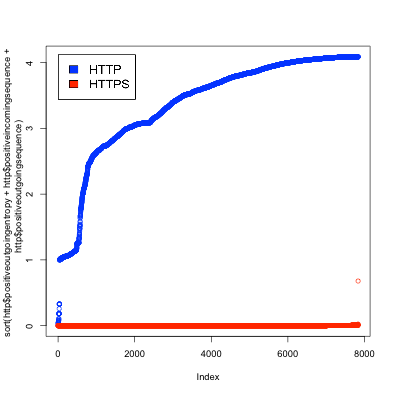 sort(http$positiveoutgoingentropy + http$positiveincomingsequence +
http$positiveoutgoingsequence)
HTTP
HTTPS
4
3
2
1
0
0 2000 4000 6000 8000
Index